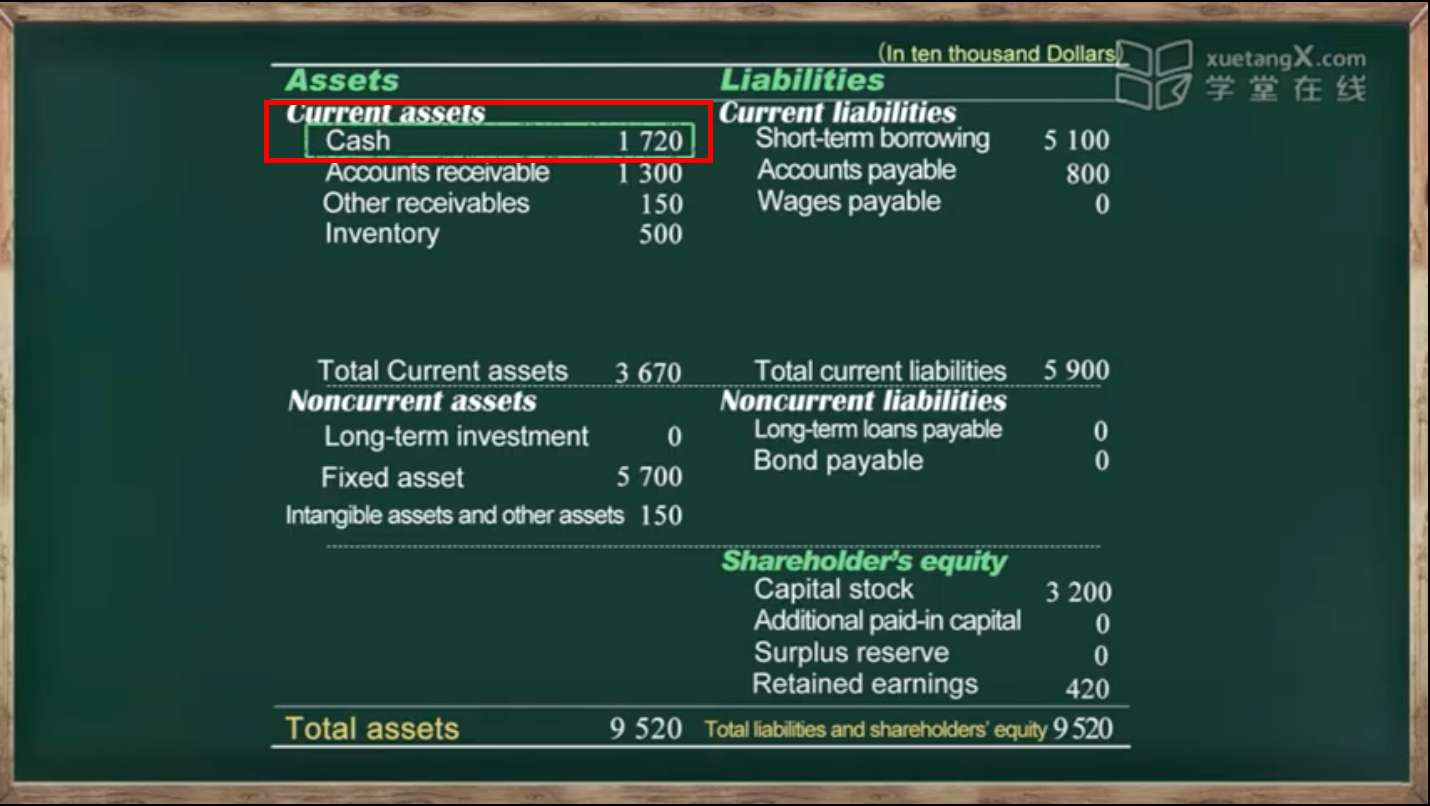 (In ten thousand Dollars)
xuetangX.com
学堂在线
Assets
Liabilities
Current assets
Current liabilities
Cash 1 720
Short-term borrowing 5 100
Accounts receivable 1 300
Accounts payable 800
Other receivables 150
Wages payable 0
Inventory 500
Total Current assets 3 670
Total current liabilities 5 900
Noncurrent assets
Noncurrent liabilities
Long-term investment 0
Long-term loans payable 0
Fixed asset 5 700
Bond payable 0
Intangible assets and other assets 150
Shareholder's equity
Capital stock 3 200
Additional paid-in capital 0
Surplus reserve 0
Retained earnings 420
Total assets 9 520
Total liabilities and shareholders' equity 9 520